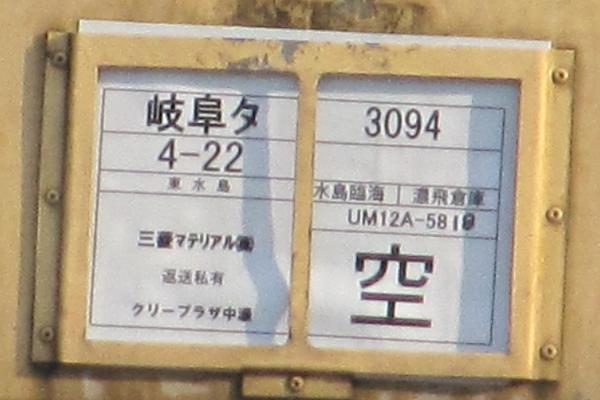 岐阜タ 3094
4-22
東水島
水島臨海 | 濃飛倉庫
UM12A-58
三菱マテリアル㈱
返送私有
空
クリープラザ中濃